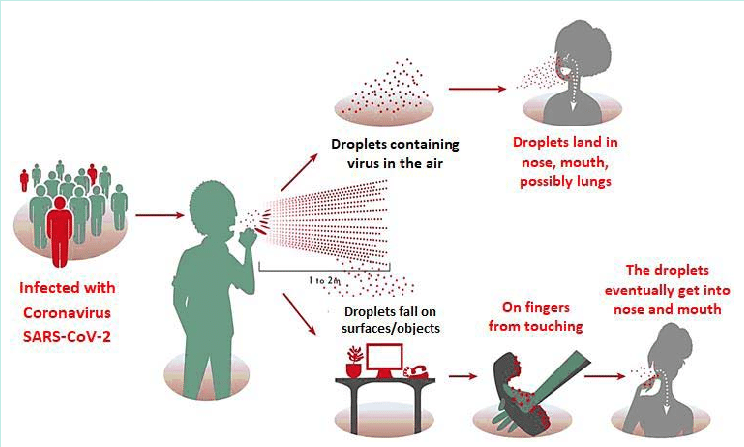 Infected with
Coronavirus
SARS-CoV-2
Droplets containing
virus in the air
Droplets land in
nose, mouth,
possibly lungs
1 to 2m
Droplets fall on
surfaces/objects
On fingers
from touching
The droplets
eventually get into
nose and mouth